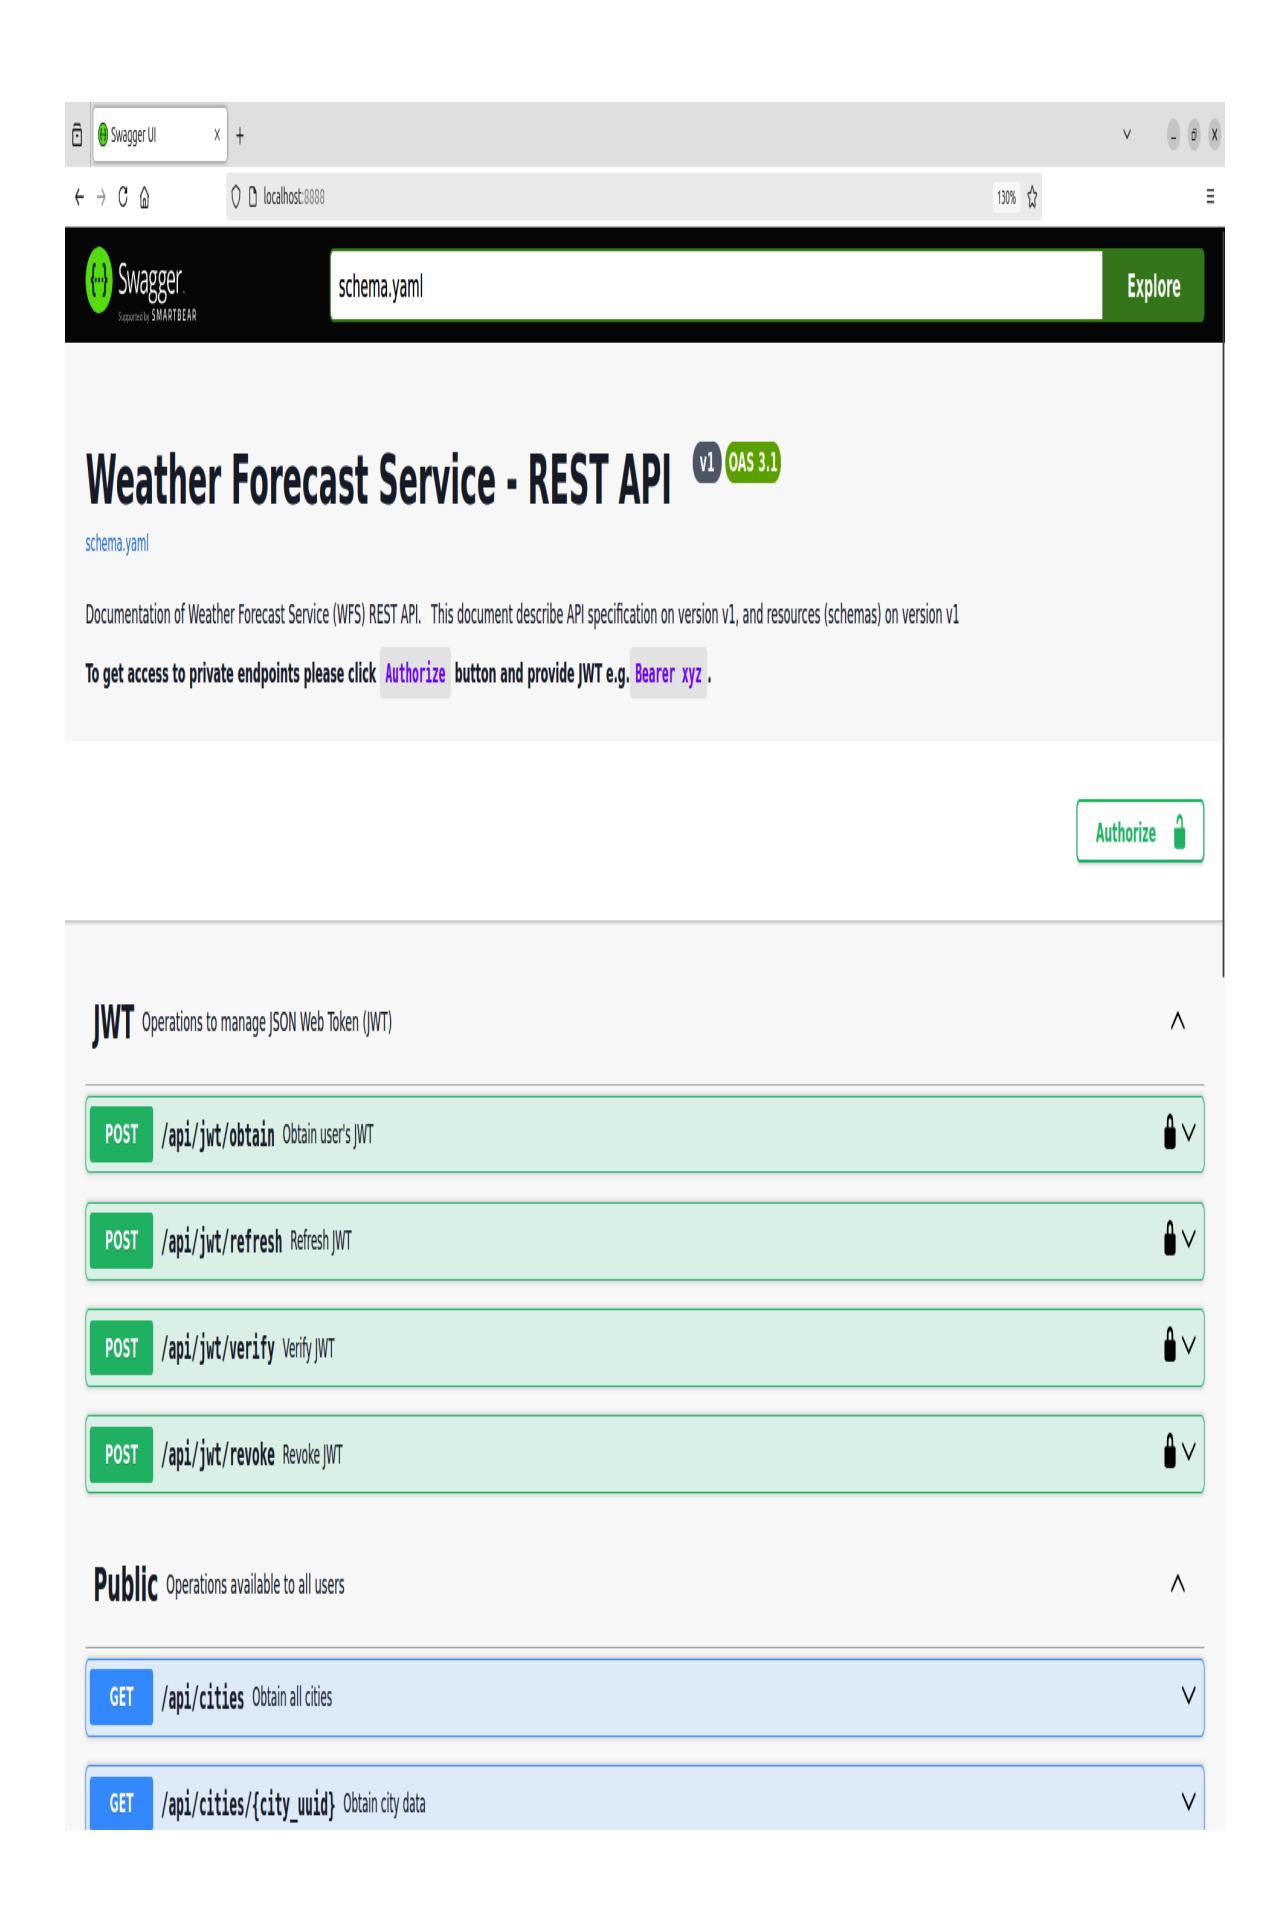 Swagger UI
localhost:8888
130%
Swagger
Supported by SMARTBEAR
schema.yaml
Explore
Weather Forecast Service - REST API v1 OAS 3.1
schema.yaml
Documentation of Weather Forecast Service (WFS) REST API. This document describe API specification on version v1, and resources (schemas) on version v1
To get access to private endpoints please click Authorize button and provide JWT e.g. Bearer xyz .
Authorize
JWT Operations to manage JSON Web Token (JWT)
POST /api/jwt/obtain Obtain user's JWT
POST /api/jwt/refresh Refresh JWT
POST /api/jwt/verify Verify JWT
POST /api/jwt/revoke Revoke JWT
Public Operations available to all users
GET /api/cities Obtain all cities
GET /api/cities/{city_uuid} Obtain city data